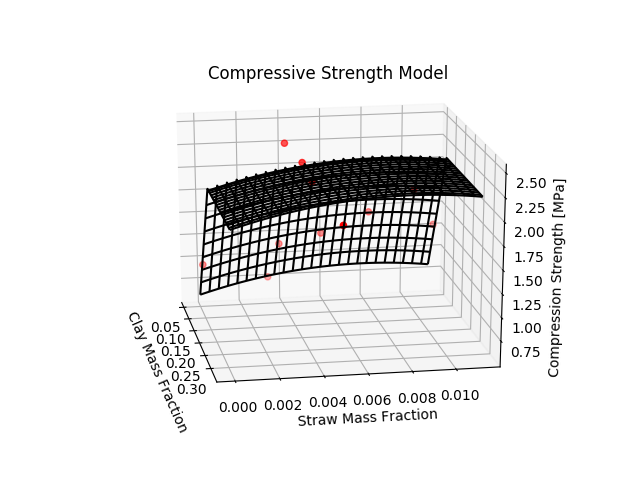 Compressive Strength Model
2.50
2.25
2.00
1.75
1.50
1.25
1.00
0.75
Compression Strength [MPa]
0.05
0.10
0.15
0.20
0.25
0.30
Clay Mass Fraction
0.000 0.002 0.004 0.006 0.008 0.010
Straw Mass Fraction